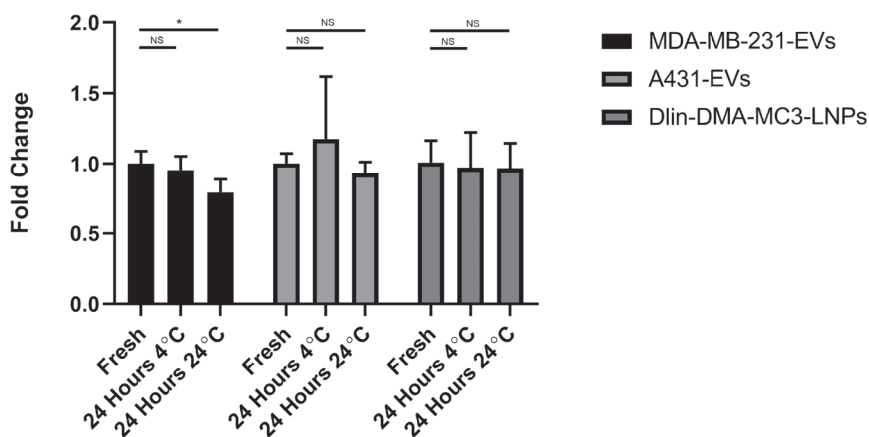 Fold Change
2.0
1.5
1.0
0.5
0.0
*
NS
NS
NS
NS
NS
Fresh
24 Hours 4°C
24 Hours 24°C
Fresh
24 Hours 4°C
24 Hours 24°C
Fresh
24 Hours 4°C
24 Hours 24°C
MDA-MB-231-EVs
A431-EVs
Dlin-DMA-MC3-LNPs